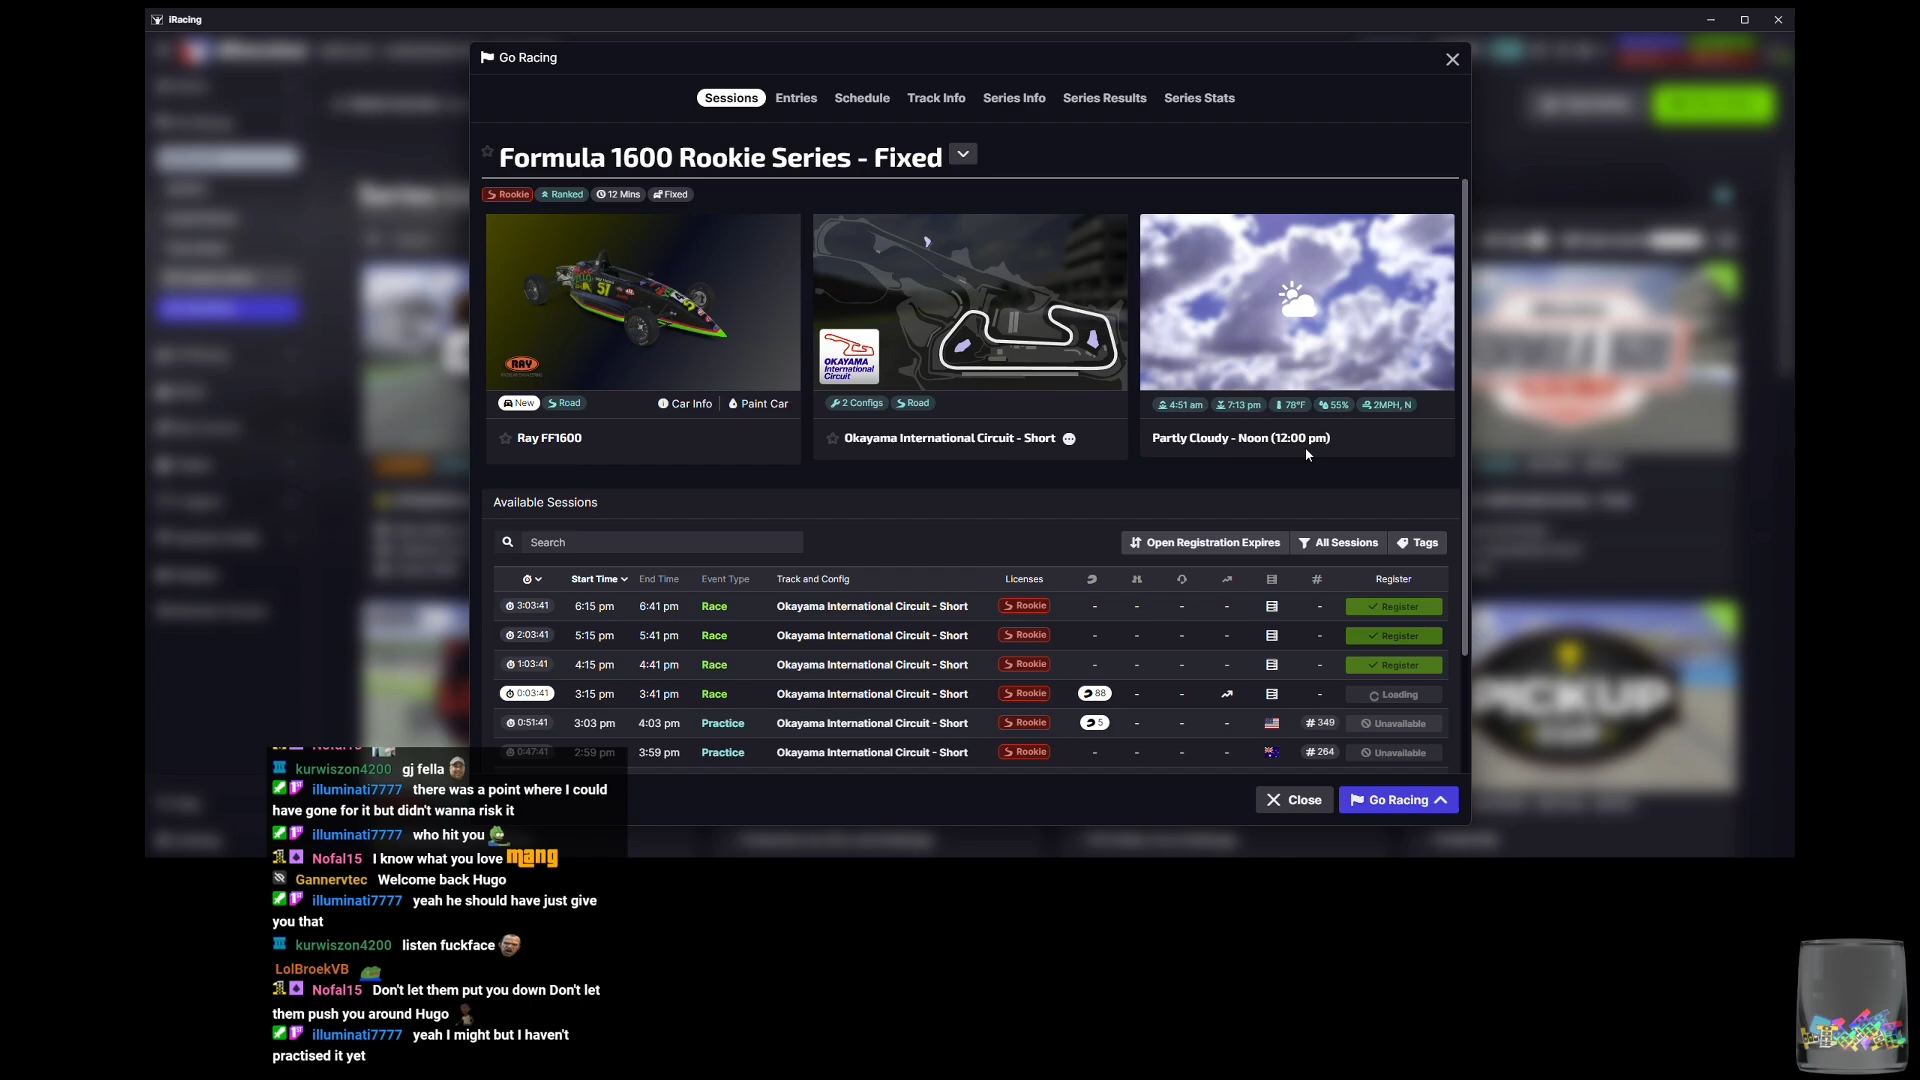 iRacing
Go Racing
Sessions Entries Schedule Track Info Series Info Series Results Series Stats
Formula 1600 Rookie Series - Fixed
Rookie Ranked 12 Mins Fixed
51
RAY
OKAYAMA
International
Circuit
New Road Car Info Paint Car
2 Configs Road
4:51 am 7:13 pm 78°F 55% 2MPH, N
Ray FF1600
Okayama International Circuit - Short
Partly Cloudy - Noon (12:00 pm)
Available Sessions
Search
Open Registration Expires All Sessions Tags
Start Time End Time Event Type Track and Config Licenses # Register
3:03:41 6:15 pm 6:41 pm Race Okayama International Circuit - Short Rookie - - - - - Register
2:03:41 5:15 pm 5:41 pm Race Okayama International Circuit - Short Rookie - - - - - Register
1:03:41 4:15 pm 4:41 pm Race Okayama International Circuit - Short Rookie - - - - - Register
0:03:41 3:15 pm 3:41 pm Race Okayama International Circuit - Short Rookie 88 - - - Loading
0:51:41 3:03 pm 4:03 pm Practice Okayama International Circuit - Short Rookie 5 - - - # 349 Unavailable
0:47:41 2:59 pm 3:59 pm Practice Okayama International Circuit - Short Rookie - - - - # 264 Unavailable
Close Go Racing
Nofal15
kurwiszon4200 gj fella
illuminati7777 there was a point where I could
have gone for it but didn't wanna risk it
illuminati7777 who hit you
Nofal15 I know what you love mang
Gannervtec Welcome back Hugo
illuminati7777 yeah he should have just give
you that
kurwiszon4200 listen fuckface
LolBroekVB
Nofal15 Don't let them put you down Don't let
them push you around Hugo
illuminati7777 yeah I might but I haven't
practised it yet
PICKUP